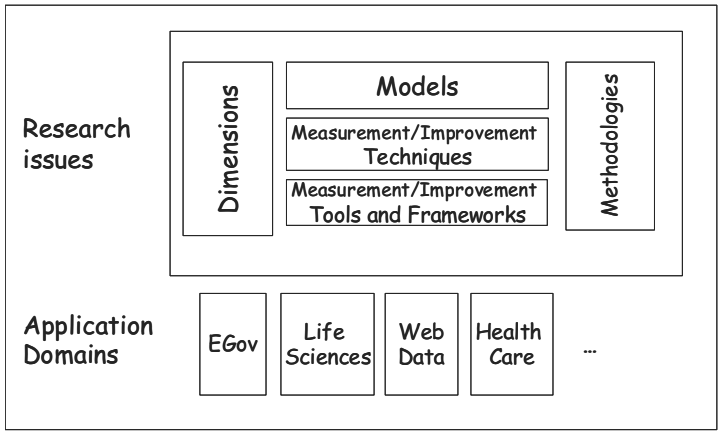 Research
issues
Dimensions
Models
Measurement/Improvement
Techniques
Measurement/Improvement
Tools and Frameworks
Methodologies
Application
Domains
EGov
Life
Sciences
Web
Data
Health
Care
...